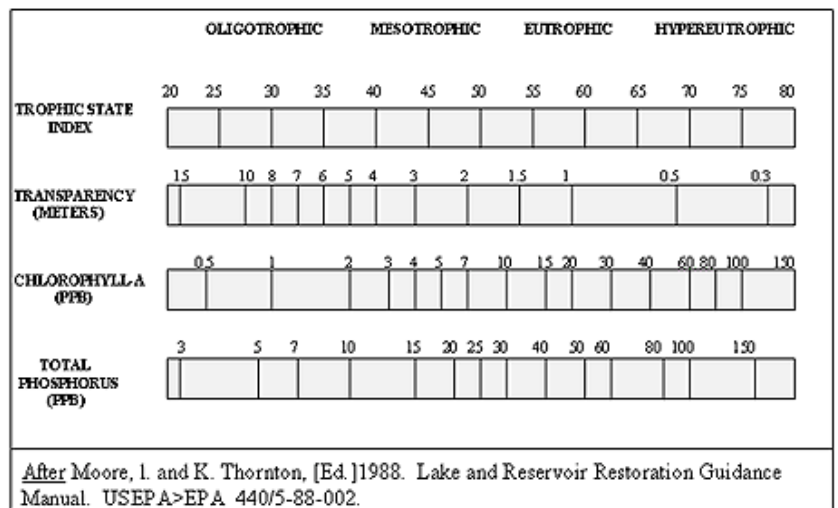 OLIGOTROPHIC MESOTROPHIC EUTROPHIC HYPEREUTROPHIC
20 25 30 35 40 45 50 55 60 65 70 75 80
TROPHIC STATE
INDEX
15 10 8 7 6 5 4 3 2 1.5 1 0.5 0.3
TRANSPARENCY
(METERS)
0.5 1 2 3 4 5 7 10 15 20 30 40 60 80 100 150
CHLOROPHYLL-A
(PPB)
3 5 7 10 15 20 25 30 40 50 60 80 100 150
TOTAL
PHOSPHORUS
(PPB)
After Moore, l. and K. Thornton, [Ed.]1988. Lake and Reservoir Restoration Guidance
Manual. USEPA>EPA 440/5-88-002.